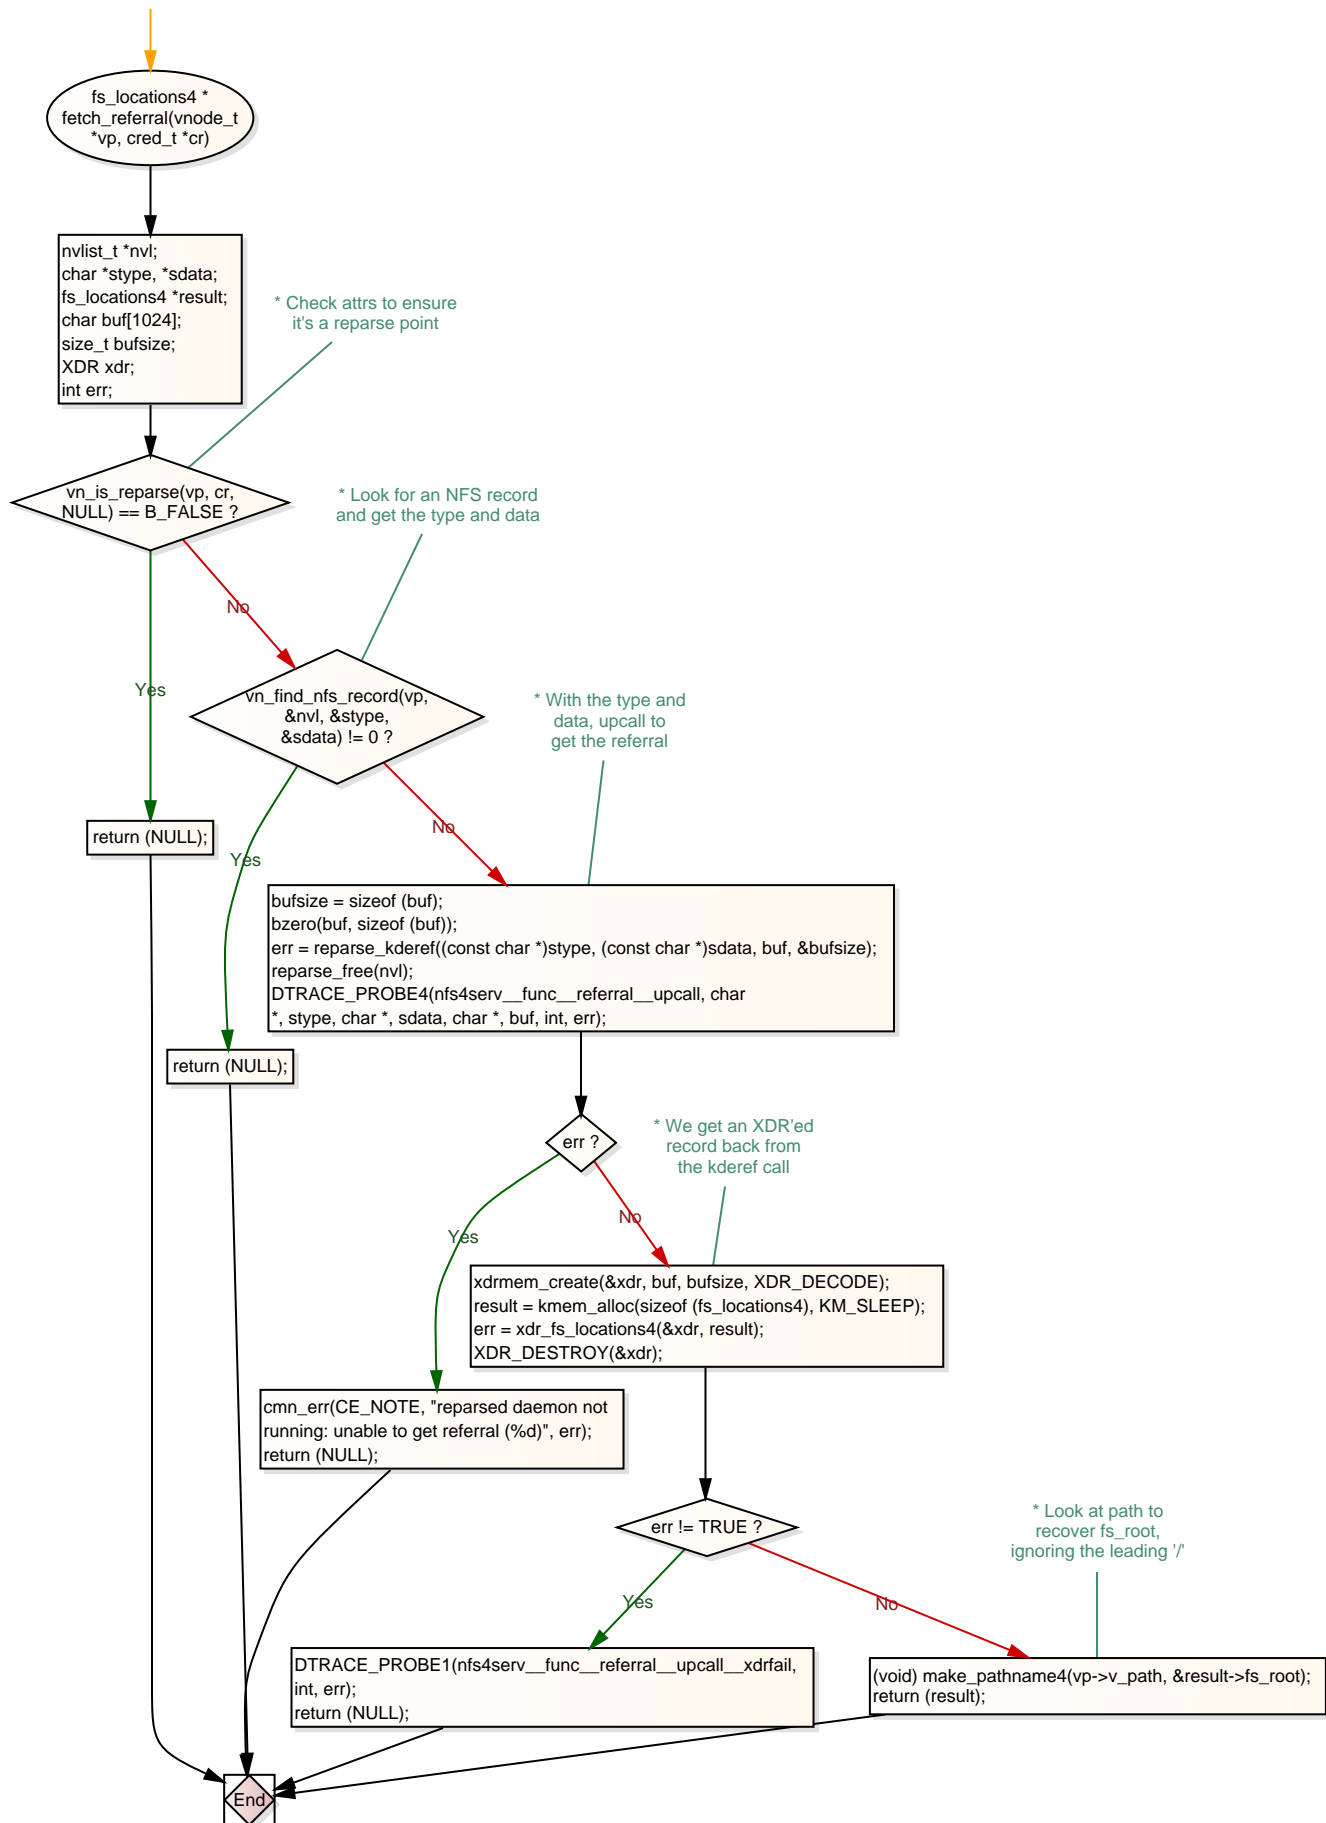 fs_locations4 *
fetch_referral(vnode_t
*vp, cred_t *cr)
nvlist_t *nvl;
char *stype, *sdata;
fs_locations4 *result;
char buf[1024];
size_t bufsize;
XDR xdr;
int err;
* Check attrs to ensure
it's a reparse point
vn_is_reparse(vp, cr,
NULL) == B_FALSE ?
* Look for an NFS record
and get the type and data
No
Yes
vn_find_nfs_record(vp,
&nvl, &stype,
&sdata) != 0 ?
* With the type and
data, upcall to
get the referral
return (NULL);
No
Yes
bufsize = sizeof (buf);
bzero(buf, sizeof (buf));
err = reparse_kderef((const char *)stype, (const char *)sdata, buf, &bufsize);
reparse_free(nvl);
DTRACE_PROBE4(nfs4serv__func__referral__upcall, char
*, stype, char *, sdata, char *, buf, int, err);
return (NULL);
err ?
* We get an XDR'ed
record back from
the kderef call
No
Yes
xdrmem_create(&xdr, buf, bufsize, XDR_DECODE);
result = kmem_alloc(sizeof (fs_locations4), KM_SLEEP);
err = xdr_fs_locations4(&xdr, result);
XDR_DESTROY(&xdr);
cmn_err(CE_NOTE, "reparsed daemon not
running: unable to get referral (%d)", err);
return (NULL);
err != TRUE ?
* Look at path to
recover fs_root,
ignoring the leading '/'
Yes
No
DTRACE_PROBE1(nfs4serv__func__referral__upcall__xdrfail,
int, err);
return (NULL);
(void) make_pathname4(vp->v_path, &result->fs_root);
return (result);
End